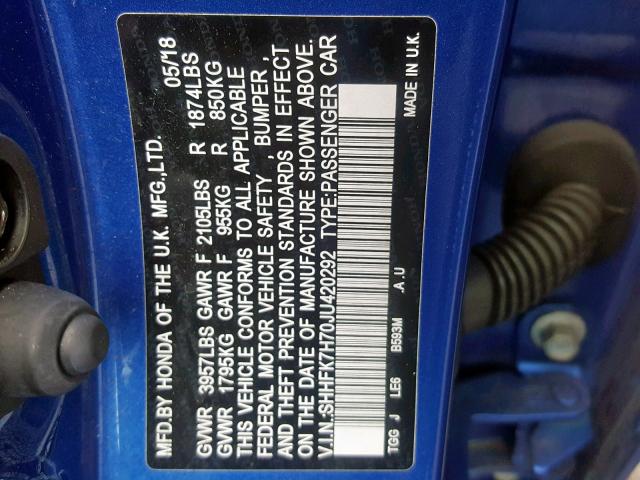 MFD.BY HONDA OF THE U.K. MFG.,LTD. 05/18
GVWR 3957LBS GAWR F 2105LBS R 1874LBS
GVWR 1795KG GAWR F 955KG R 850KG
THIS VEHICLE CONFORMS TO ALL APPLICABLE
FEDERAL MOTOR VEHICLE SAFETY , BUMPER ,
AND THEFT PREVENTION STANDARDS IN EFFECT
ON THE DATE OF MANUFACTURE SHOWN ABOVE.
V.I.N.:SHHFK7H70JU420292 TYPE:PASSENGER CAR
TGG J LE6 B593M .A.U MADE IN U.K.